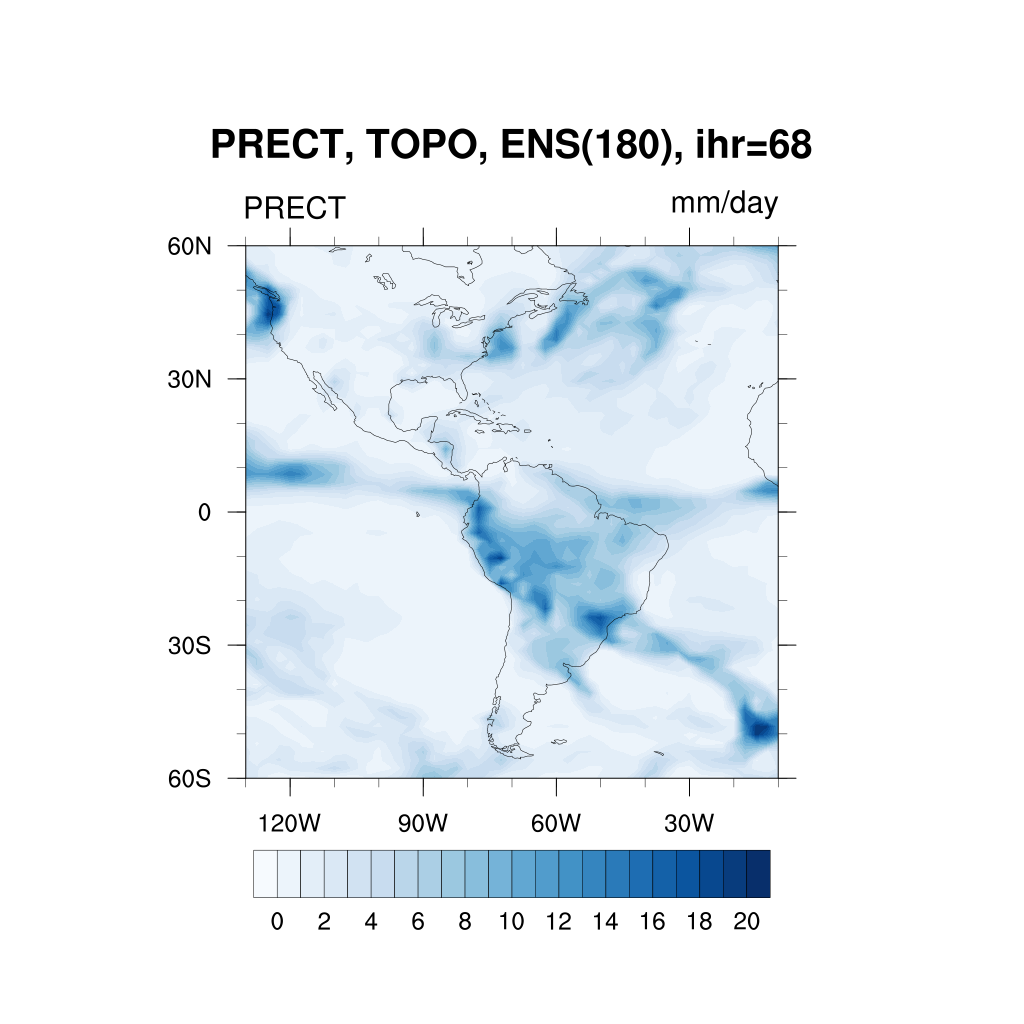 PRECT, TOPO, ENS(180), ihr=68
PRECT mm/day
60N
30N
0
30S
60S
120W 90W 60W 30W
0 2 4 6 8 10 12 14 16 18 20